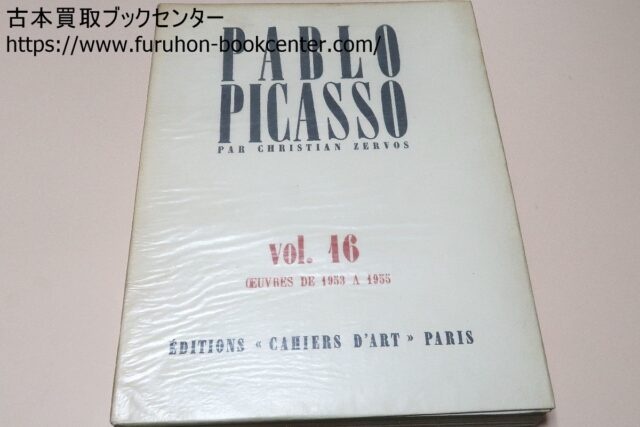 古本買取ブックセンター
https://www.furuhon-bookcenter.com/
PABLO
PICASSO
PAR CHRISTIAN ZERVOS
vol. 16
ŒUVRES DE 1953 A 1955
ÉDITIONS « CAHIERS D'ART » PARIS